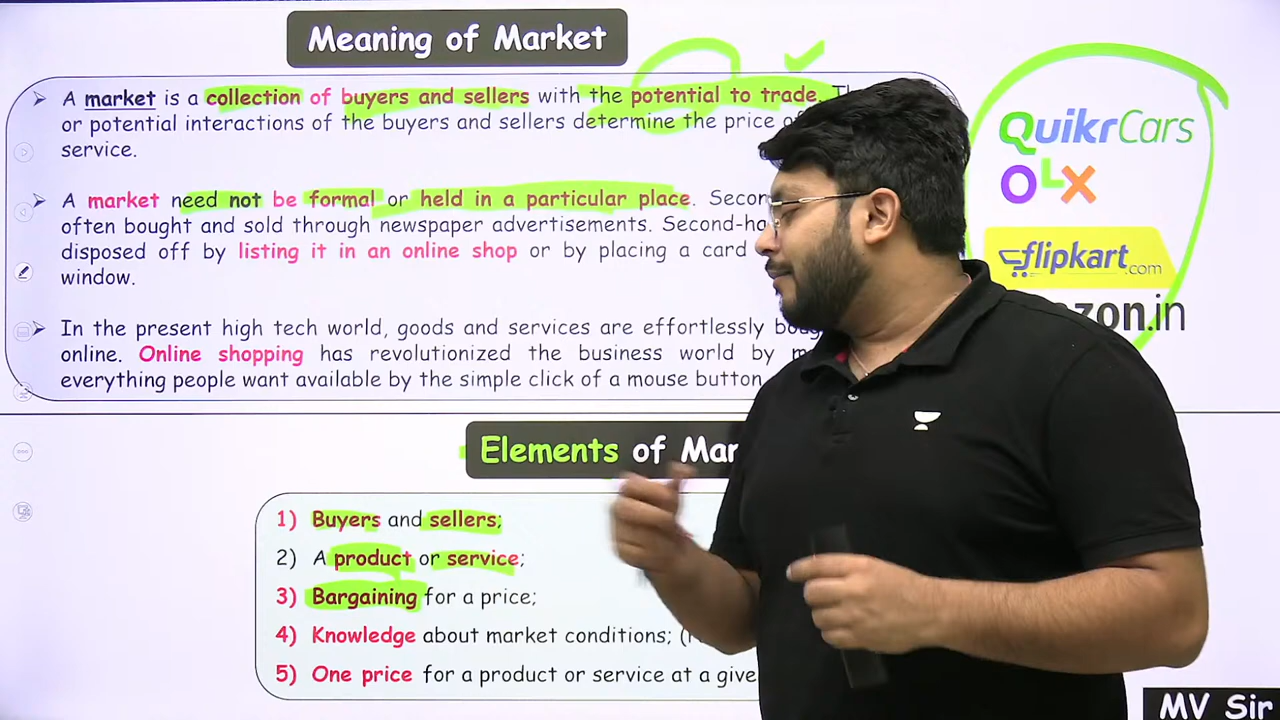 Meaning of Market
➤ A market is a collection of buyers and sellers with the potential to trade.
or potential interactions of the buyers and sellers determine the price of
service.
➤ A market need not be formal or held in a particular place.
often bought and sold through newspaper advertisements.
disposed off by listing it in an online shop or by placing a card
window.
➤ In the present high tech world, goods and services are effortlessly
online. Online shopping has revolutionized the business world by
everything people want available by the simple click of a mouse button
QuikrCars
OLX
flipkart.com
zon.in
Elements of Mar
1) Buyers and sellers;
2) A product or service;
3) Bargaining for a price;
4) Knowledge about market conditions;
5) One price for a product or service at a give
MV Sir